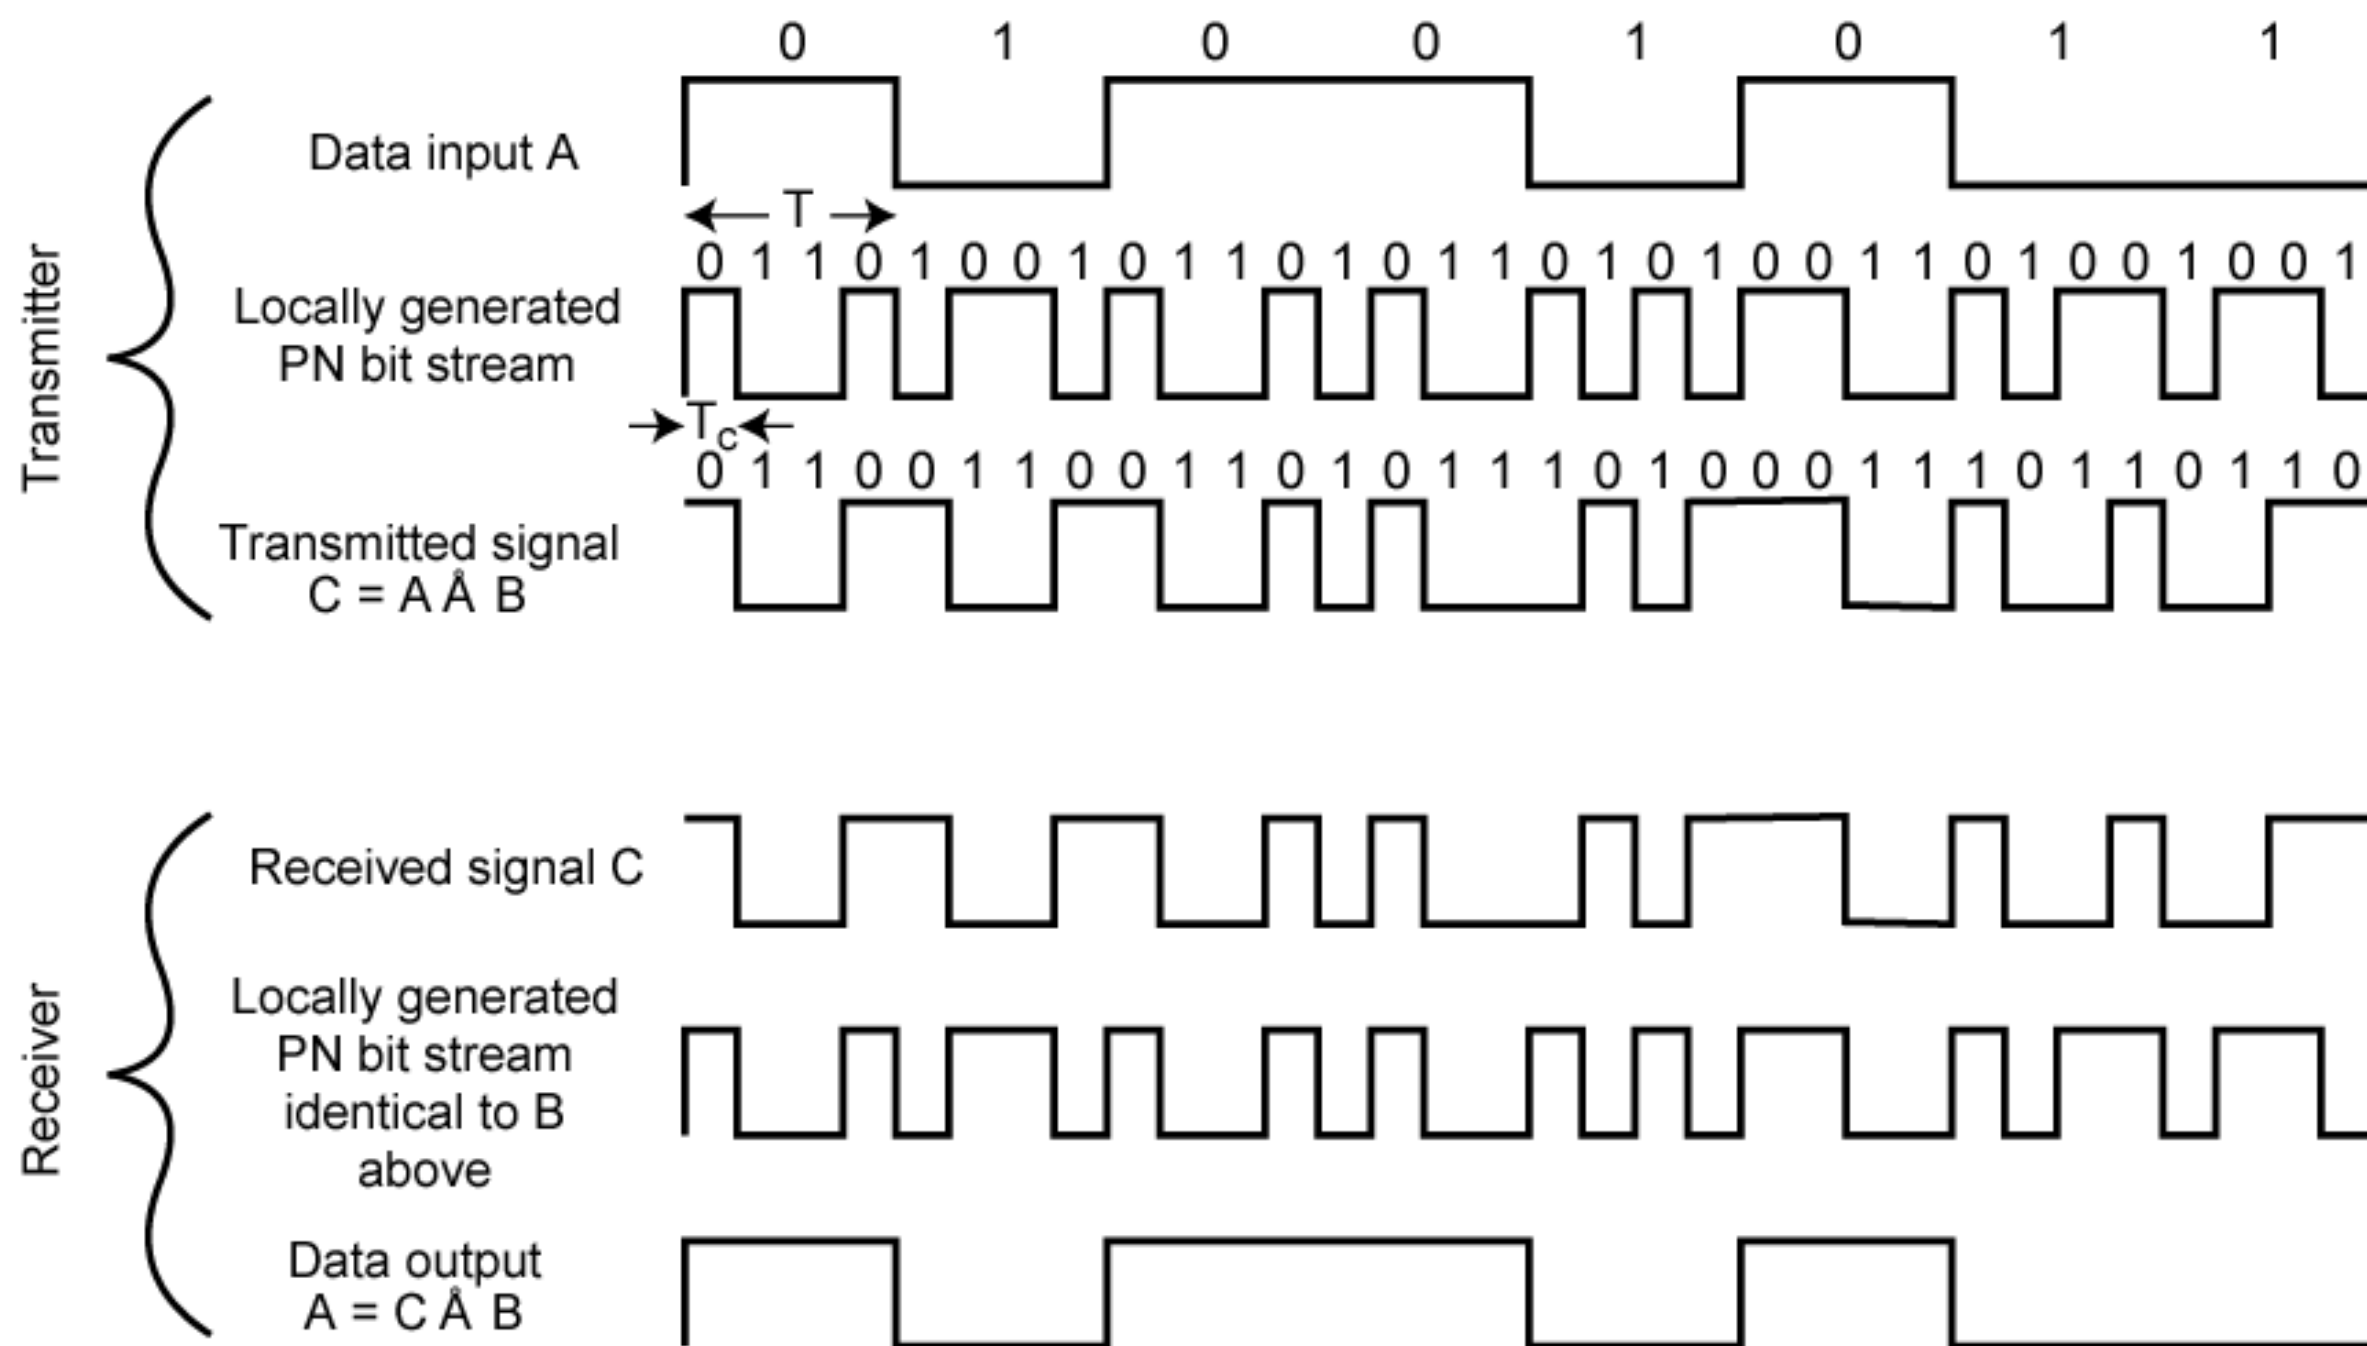 0 1 0 0 1 0 1 1
Transmitter
Data input A
T
0 1 1 0 1 0 0 1 0 1 1 0 1 0 1 1 0 1 0 1 0 0 1 1 0 1 0 0 1 0 0 1
Locally generated
PN bit stream
Tc
0 1 1 0 0 1 1 0 0 1 1 0 1 0 1 1 1 0 1 0 0 0 1 1 1 0 1 1 0 1 1 0
Transmitted signal
C = A Å B
Receiver
Received signal C
Locally generated
PN bit stream
identical to B
above
Data output
A = C Å B